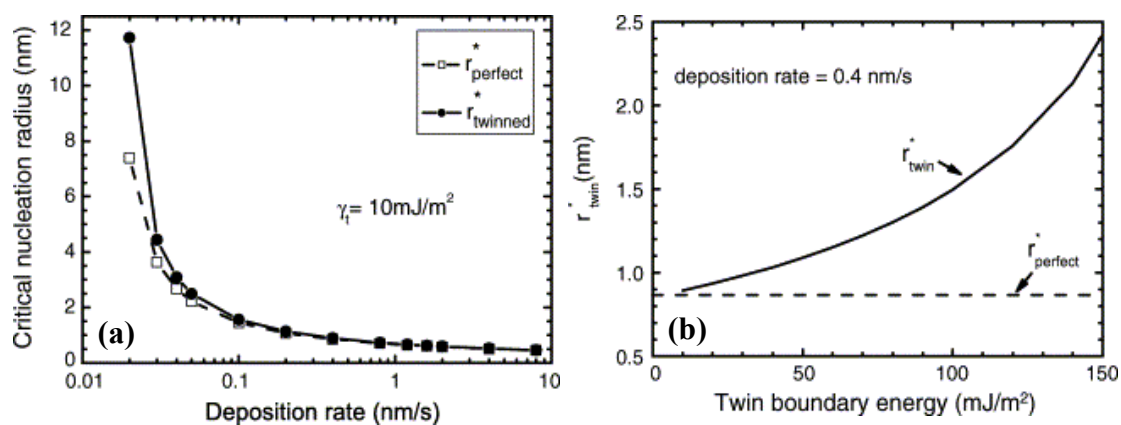 12
10
8
6
4
2
0
0.01
0.1
1
10
Critical nucleation radius (nm)
Deposition rate (nm/s)
r*perfect
r*twinned
γt= 10mJ/m²
(a)
2.5
2.0
1.5
1.0
0.5
0
50
100
150
r*twin(nm)
Twin boundary energy (mJ/m²)
deposition rate = 0.4 nm/s
r*twin
r*perfect
(b)